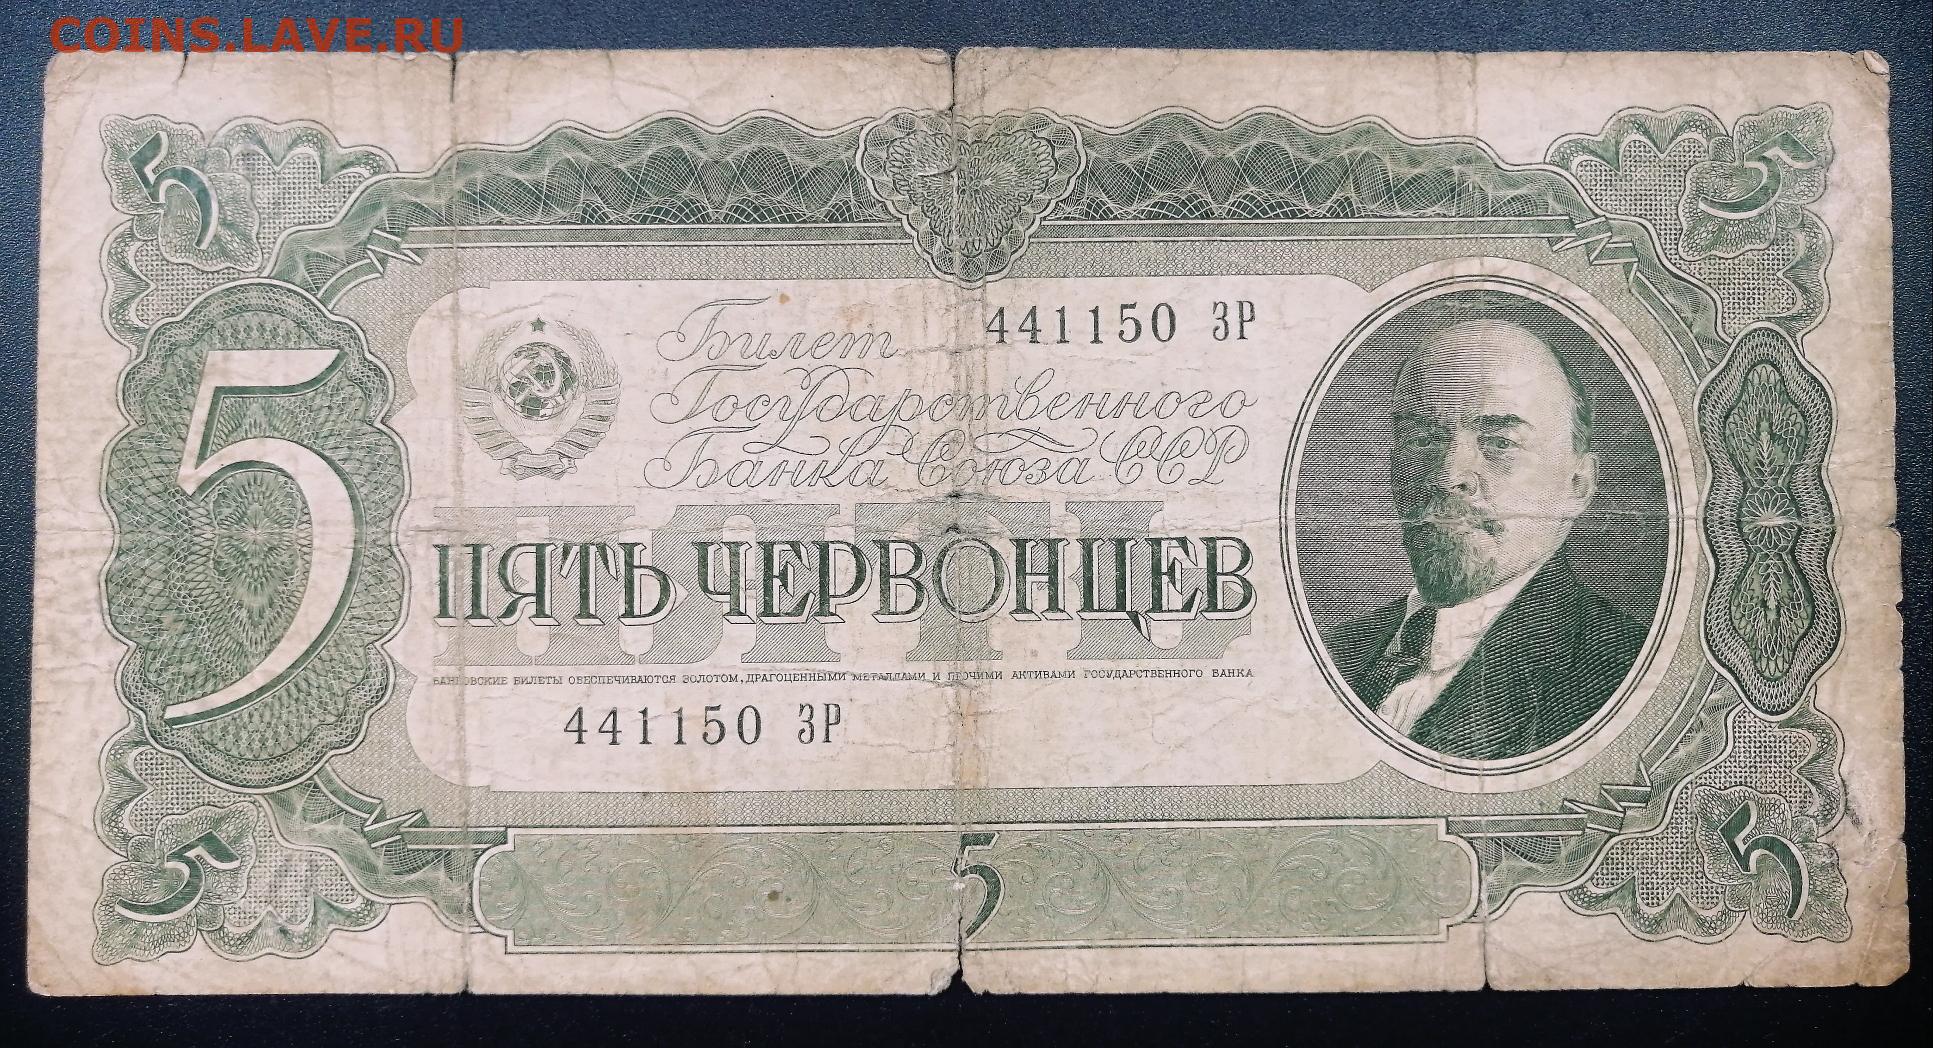 COINS.LAVE.RU
5 5
5
Билет 441150 ЗР
Государственного
Банка Союза ССР
ПЯТЬ
ПЯТЬ ЧЕРВОНЦЕВ
БАНКОВСКИЕ БИЛЕТЫ ОБЕСПЕЧИВАЮТСЯ ЗОЛОТОМ, ДРАГОЦЕННЫМИ МЕТАЛЛАМИ И ПРОЧИМИ АКТИВАМИ ГОСУДАРСТВЕННОГО БАНКА
441150 ЗР
5 5 5